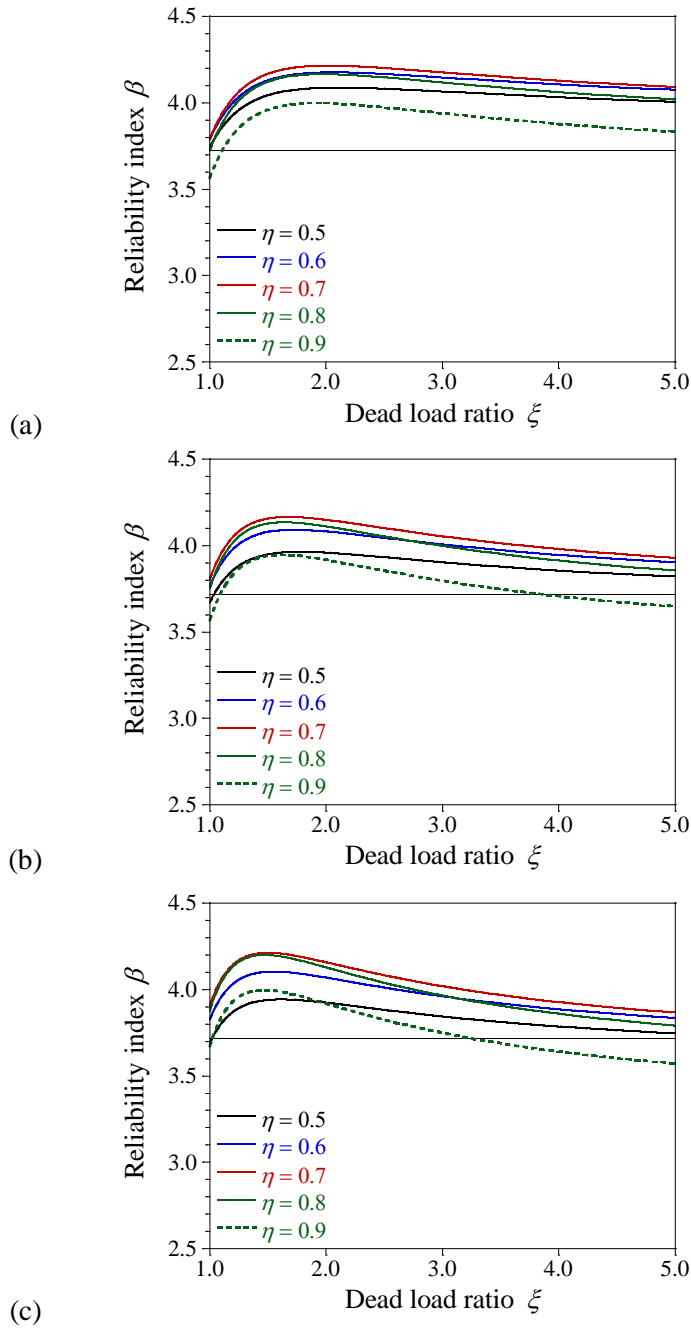 4.5
4.0
3.5
3.0
2.5
Reliability index β
η = 0.5
η = 0.6
η = 0.7
η = 0.8
η = 0.9
1.0 2.0 3.0 4.0 5.0
Dead load ratio ξ
(a)
4.5
4.0
3.5
3.0
2.5
Reliability index β
η = 0.5
η = 0.6
η = 0.7
η = 0.8
η = 0.9
1.0 2.0 3.0 4.0 5.0
Dead load ratio ξ
(b)
4.5
4.0
3.5
3.0
2.5
Reliability index β
η = 0.5
η = 0.6
η = 0.7
η = 0.8
η = 0.9
1.0 2.0 3.0 4.0 5.0
Dead load ratio ξ
(c)